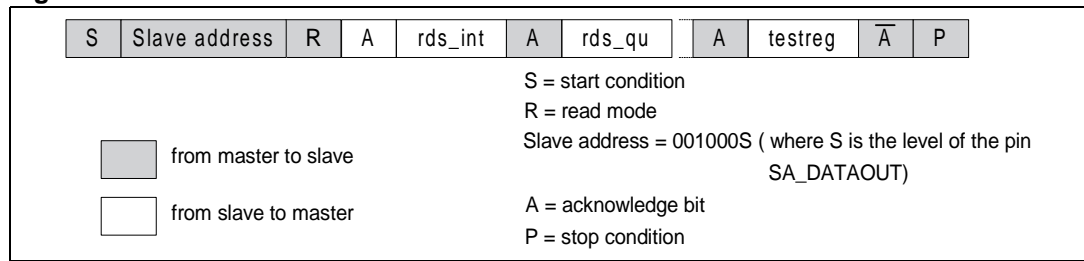 S Slave address R A rds_int A rds_qu A testreg A̅ P
S = start condition
R = read mode
Slave address = 001000S ( where S is the level of the pin
SA_DATAOUT)
from master to slave
from slave to master
A = acknowledge bit
P = stop condition